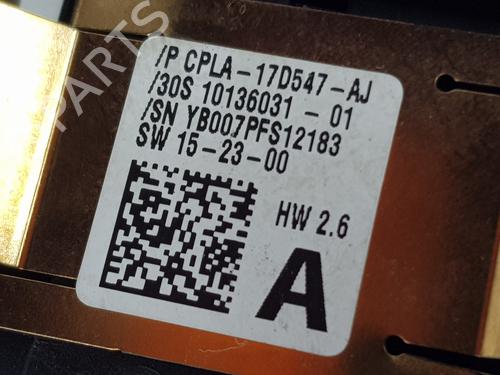 /P CPLA-17D547-AJ
/30S 10136031 - 01
/SN YB007PFS12183
SW 15-23-00
HW 2.6
A
B PARTS